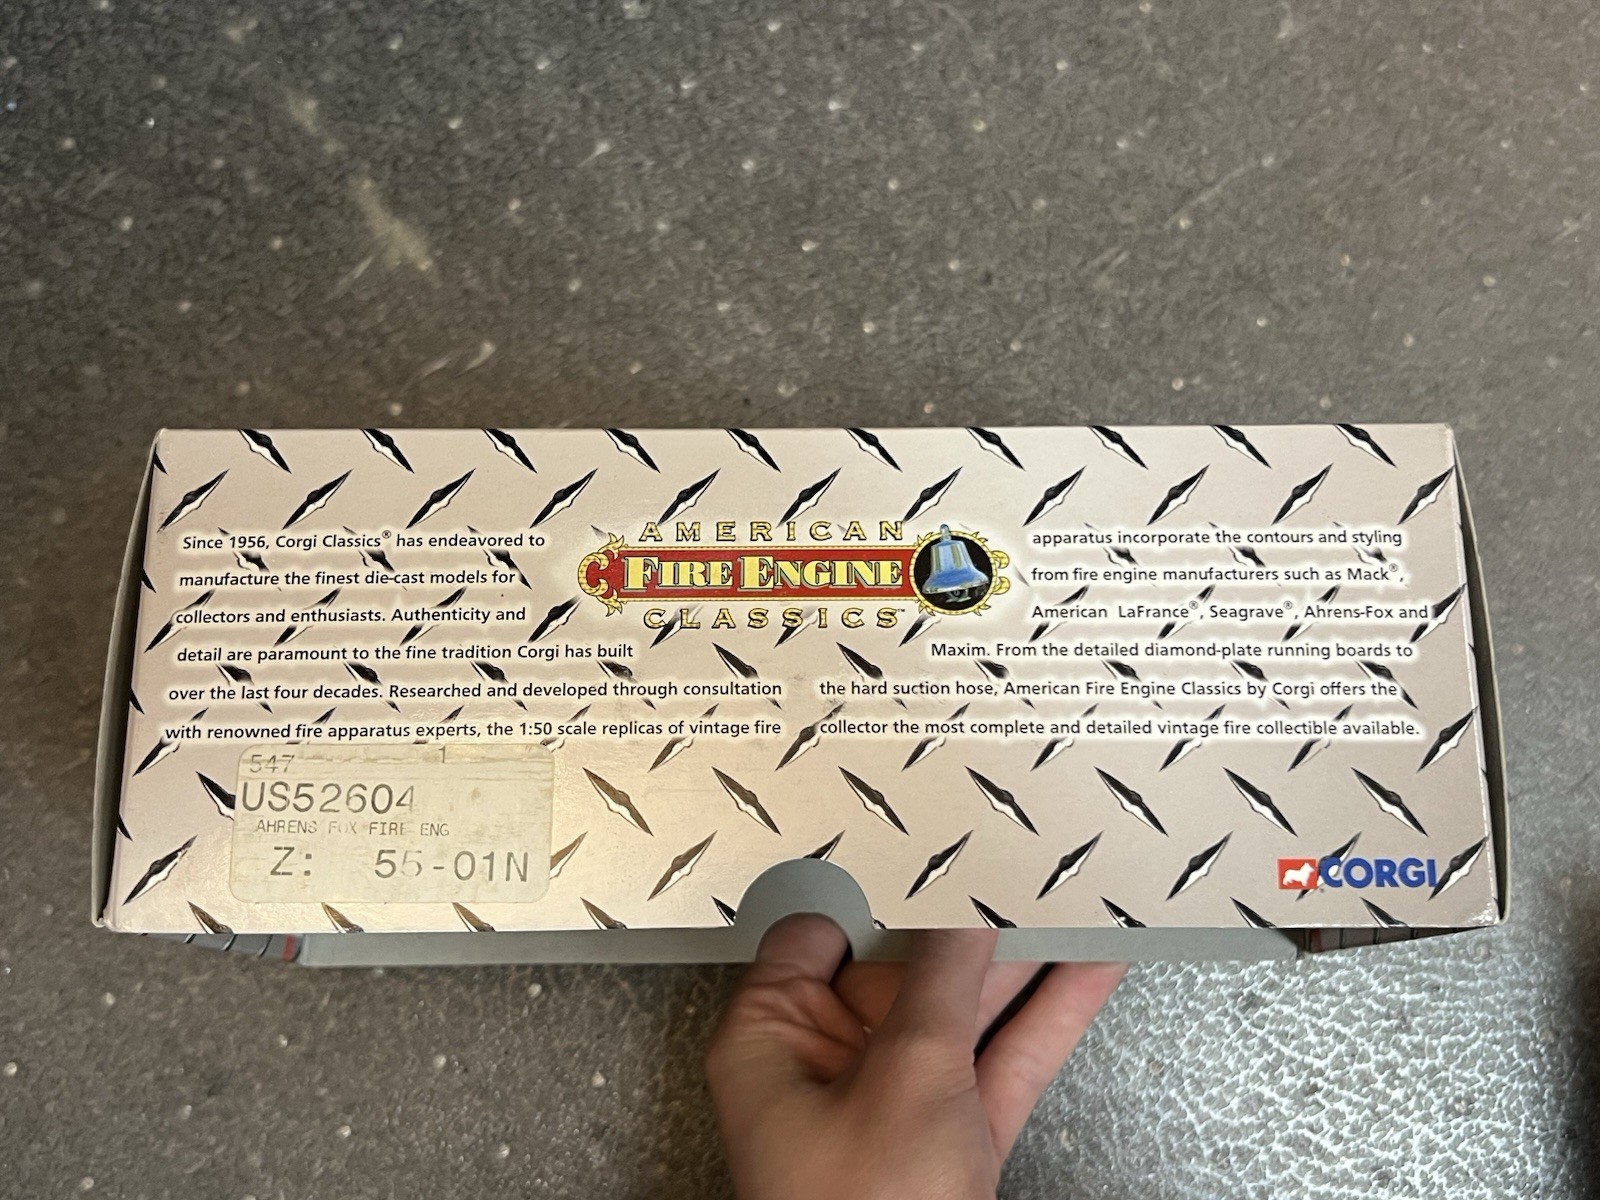 Since 1956, Corgi Classics® has endeavored to
manufacture the finest die-cast models for
collectors and enthusiasts. Authenticity and
detail are paramount to the fine tradition Corgi has built
over the last four decades. Researched and developed through consultation
with renowned fire apparatus experts, the 1:50 scale replicas of vintage fire
AMERICAN
FIRE ENGINE
CLASSICS™
apparatus incorporate the contours and styling
from fire engine manufacturers such as Mack®,
American LaFrance®, Seagrave®, Ahrens-Fox and
Maxim. From the detailed diamond-plate running boards to
the hard suction hose, American Fire Engine Classics by Corgi offers the
collector the most complete and detailed vintage fire collectible available.
547 1
US52604
AHRENS FOX FIRE ENG
Z: 55-01N
CORGI